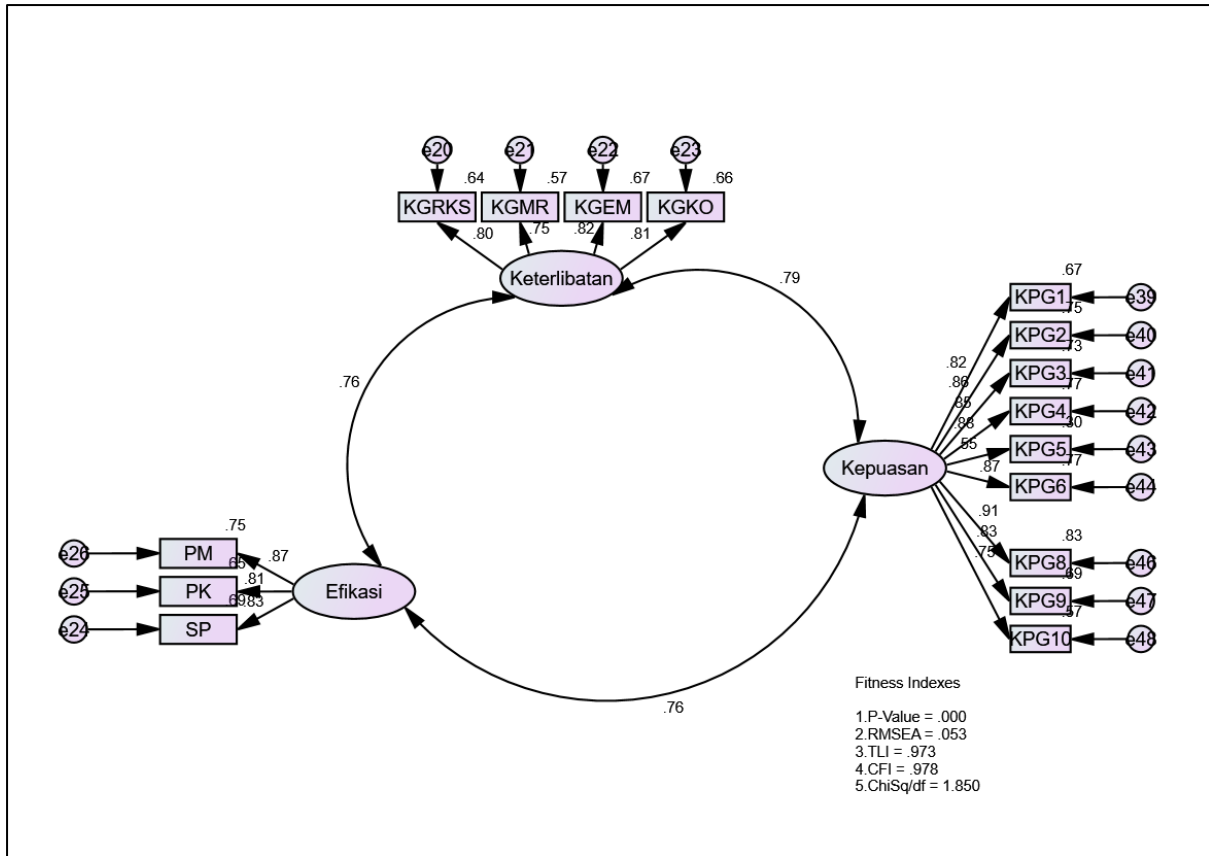 e20 e21 e22 e23
.64 .57 .67 .66
KGRKS KGMR KGEM KGKO
.80 .75 .82 .81
Keterlibatan
.79
.76
.67
KPG1 e39
.75
KPG2 e40
.73
KPG3 e41
.77
KPG4 e42
.30
KPG5 e43
.77
KPG6 e44
.82
.86
.85
.88
.55
.87
Kepuasan
.91
.83
.75
.83
KPG8 e46
.69
KPG9 e47
.57
KPG10 e48
.75
e26 PM .87
.65
e25 PK .81
.69
e24 SP .83
Efikasi
.76
Fitness Indexes
1.P-Value = .000
2.RMSEA = .053
3.TLI = .973
4.CFI = .978
5.ChiSq/df = 1.850